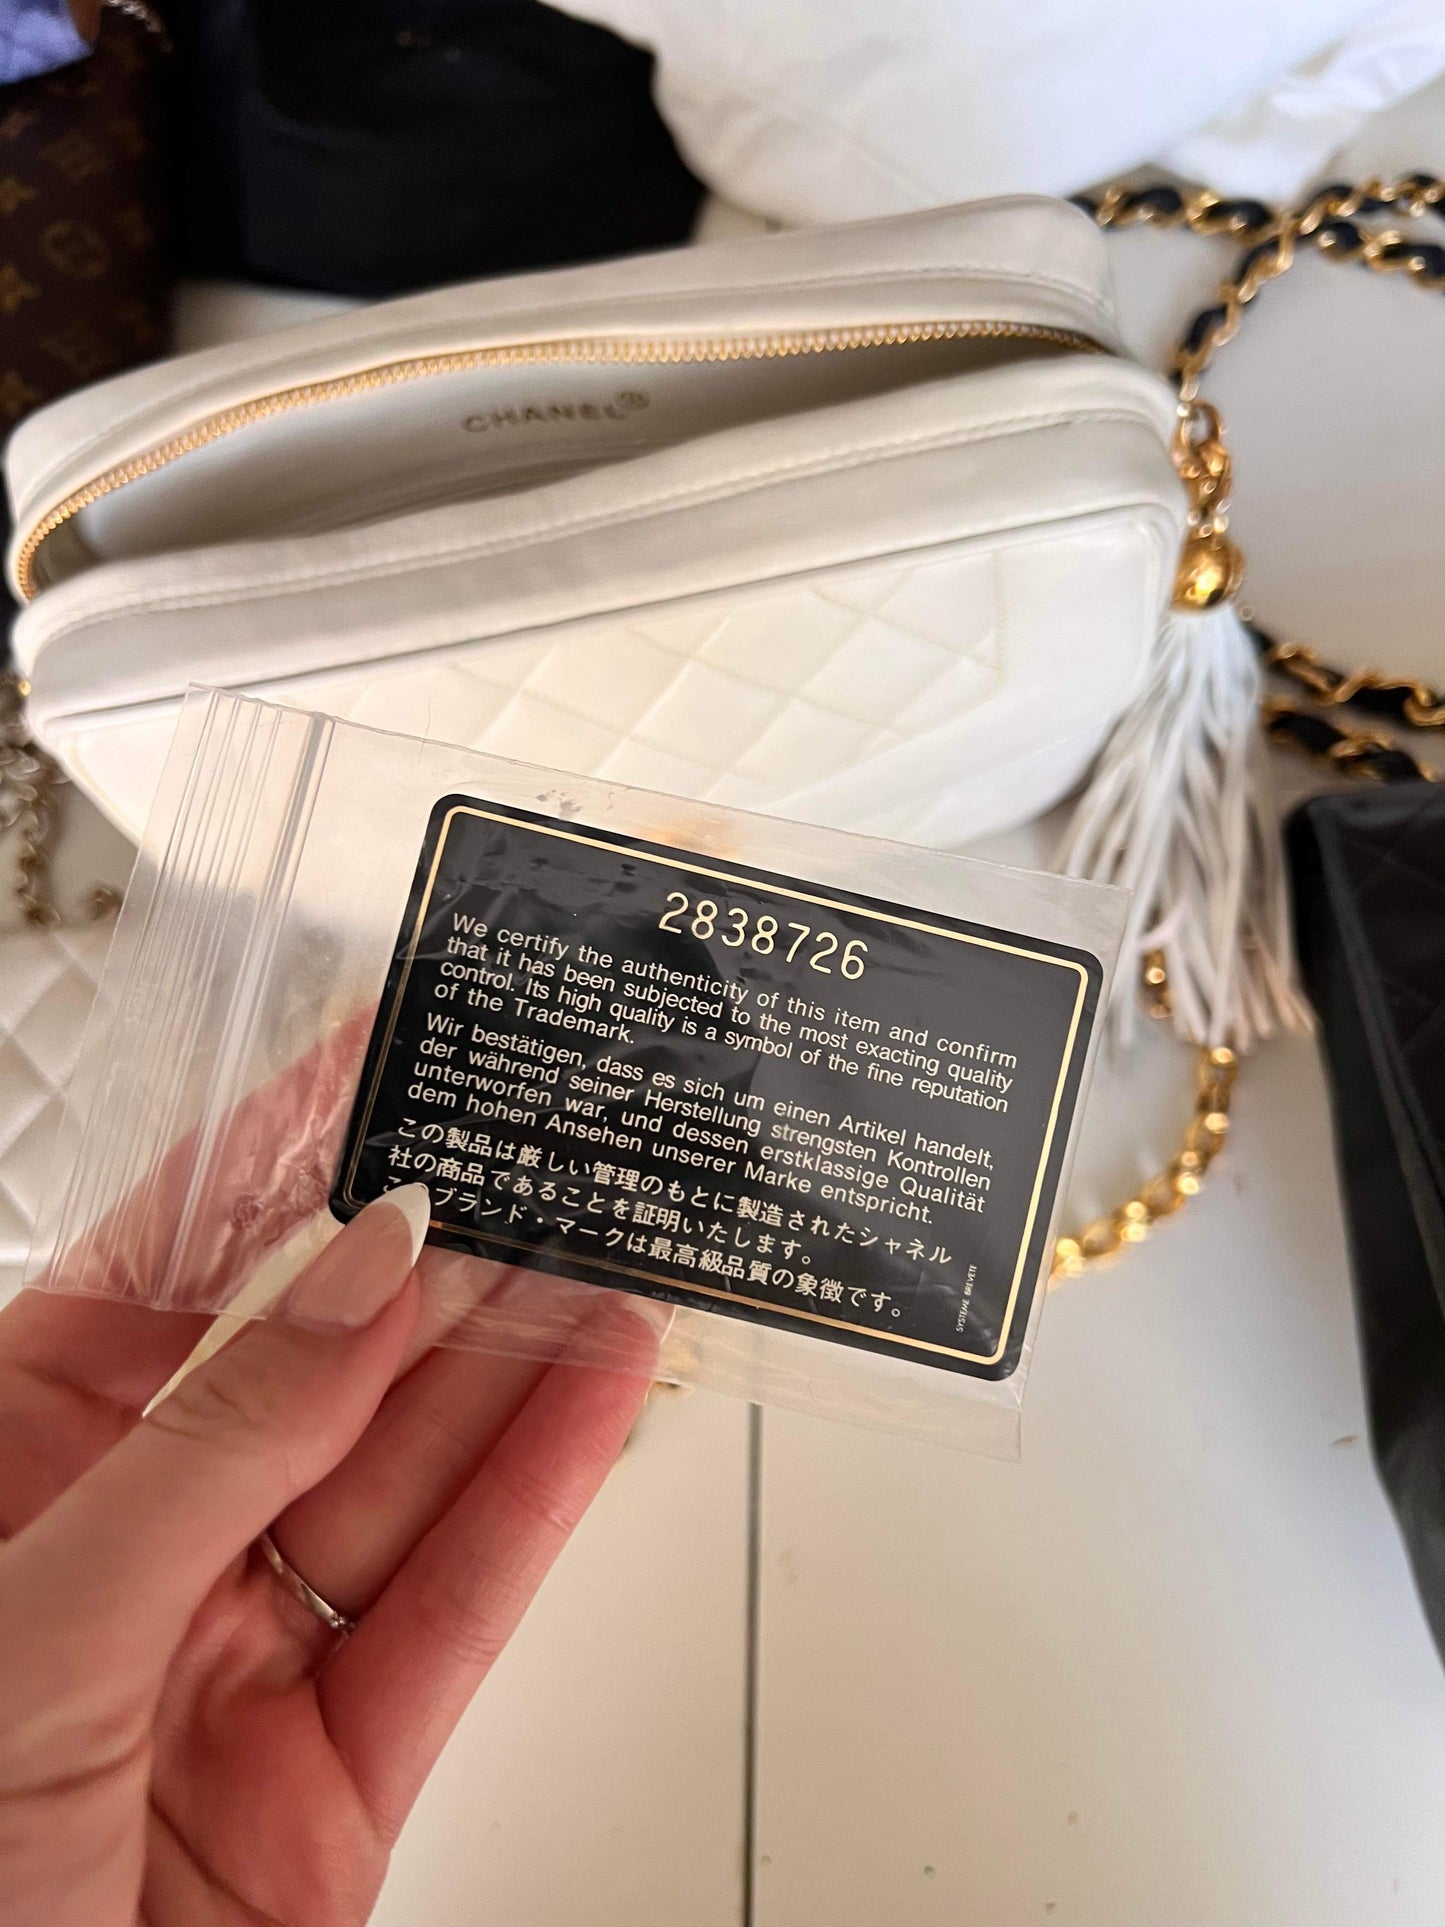 CHANEL
2838726
We certify the authenticity of this item and confirm
that it has been subjected to the most exacting quality
control. Its high quality is a symbol of the fine reputation
of the Trademark.
Wir bestätigen, dass es sich um einen Artikel handelt,
der während seiner Herstellung strengsten Kontrollen
unterworfen war, und dessen erstklassige Qualität
dem hohen Ansehen unserer Marke entspricht.
この製品は厳しい管理のもとに製造されたシャネル
社の商品であることを証明いたします。
ブランド・マークは最高級品質の象徴です。
SYSTEME BREVETE